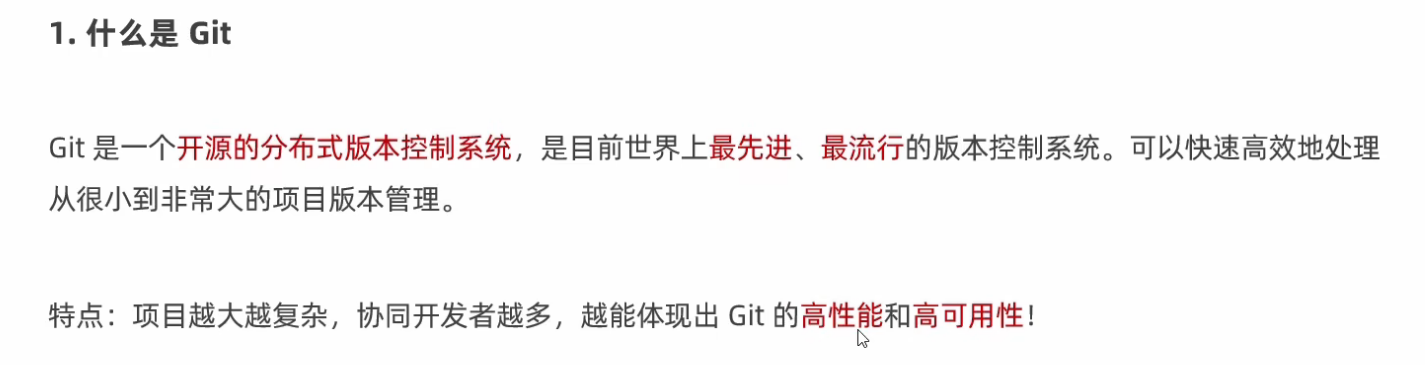 1. 什么是 Git
Git 是一个开源的分布式版本控制系统，是目前世界上最先进、最流行的版本控制系统。可以快速高效地处理
从很小到非常大的项目版本管理。
特点：项目越大越复杂，协同开发者越多，越能体现出 Git 的高性能和高可用性！